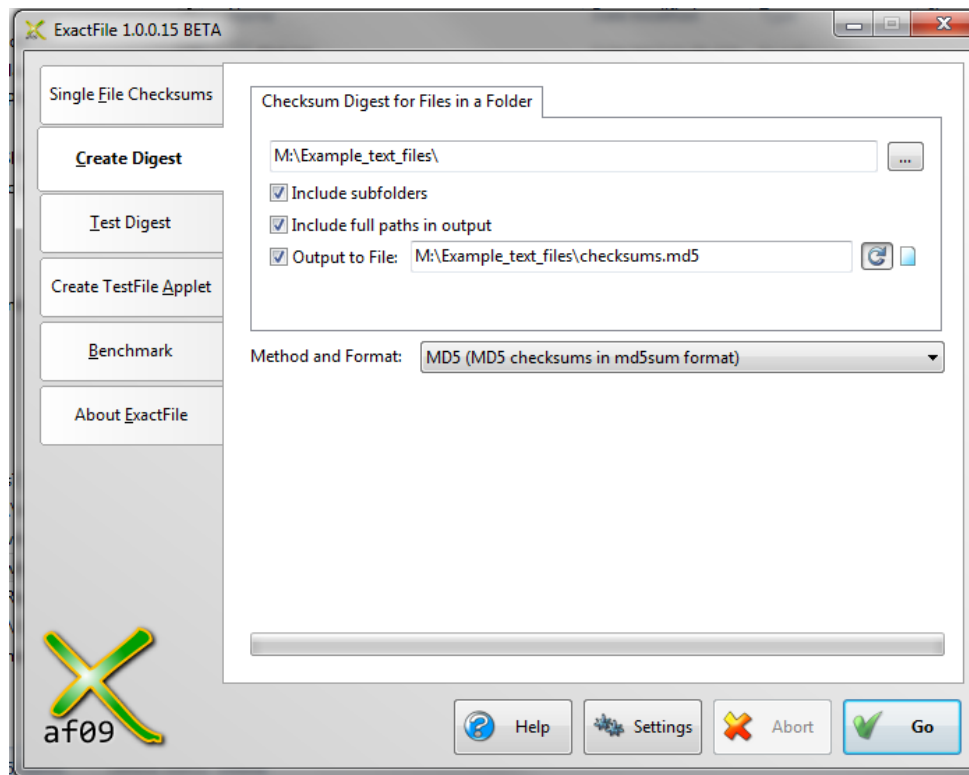 ExactFile 1.0.0.15 BETA
Single File Checksums
Create Digest
Test Digest
Create TestFile Applet
Benchmark
About ExactFile
Checksum Digest for Files in a Folder
M:\Example_text_files\
...
Include subfolders
Include full paths in output
Output to File: M:\Example_text_files\checksums.md5
Method and Format: MD5 (MD5 checksums in md5sum format)
af09
Help Settings Abort Go